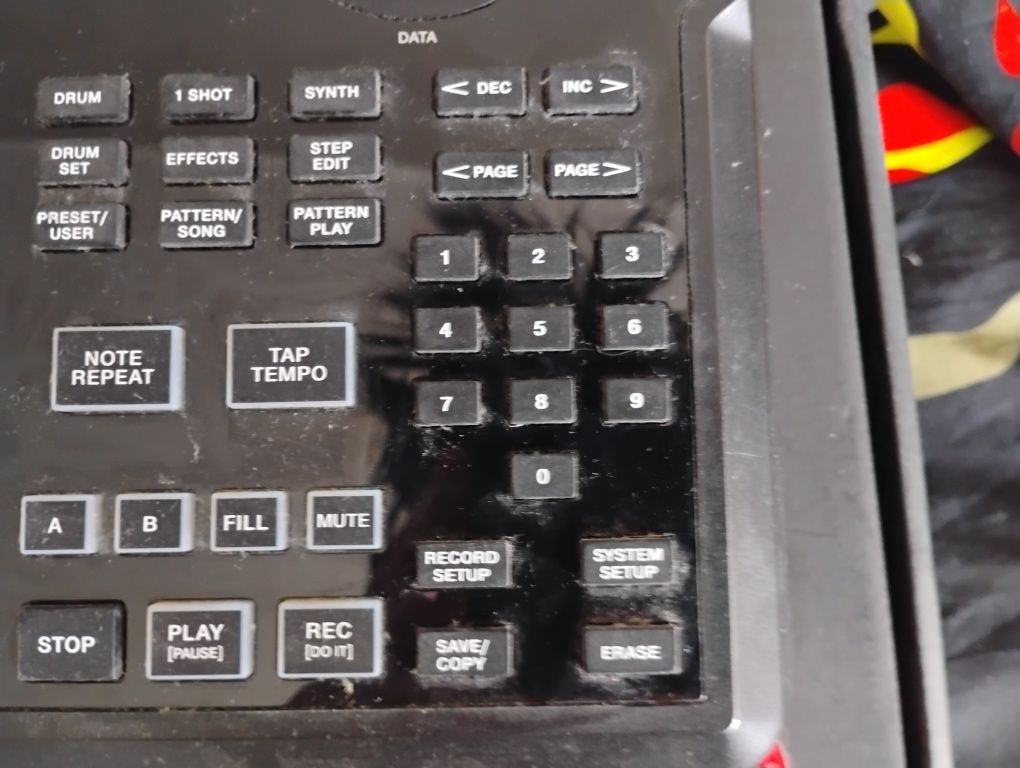 DATA
DRUM
1 SHOT
SYNTH
< DEC
INC >
DRUM
SET
EFFECTS
STEP
EDIT
< PAGE
PAGE >
PRESET/
USER
PATTERN/
SONG
PATTERN
PLAY
1
2
3
4
5
6
7
8
9
0
NOTE
REPEAT
TAP
TEMPO
A
B
FILL
MUTE
RECORD
SETUP
SYSTEM
SETUP
STOP
PLAY
[PAUSE]
REC
[DO IT]
SAVE/
COPY
ERASE